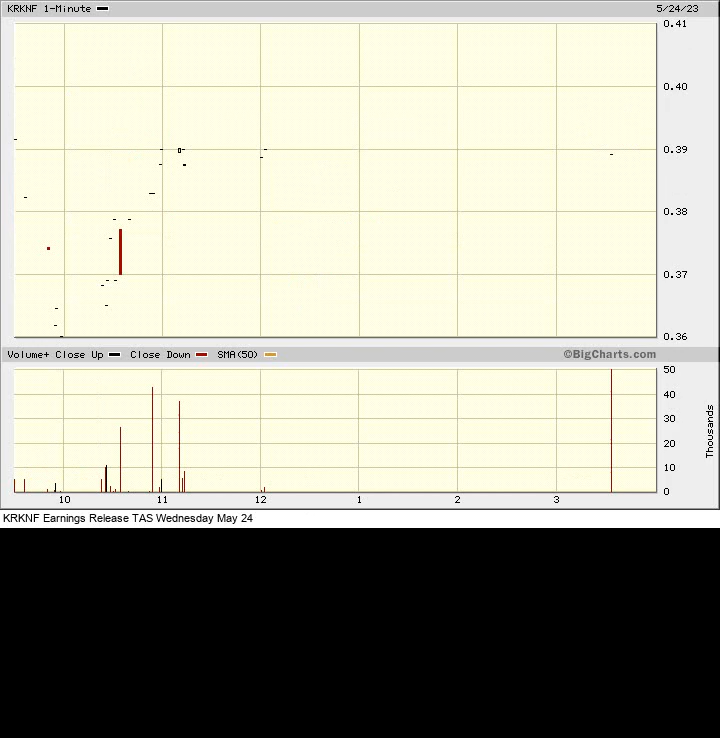 KRKNF 1-Minute 5/24/23
0.41
0.40
0.39
0.38
0.37
0.36
Volume+ Close Up Close Down SMA(50) ©BigCharts.com
50
40
30
20
10
0
Thousands
10 11 12 1 2 3
KRKNF Earnings Release TAS Wednesday May 24